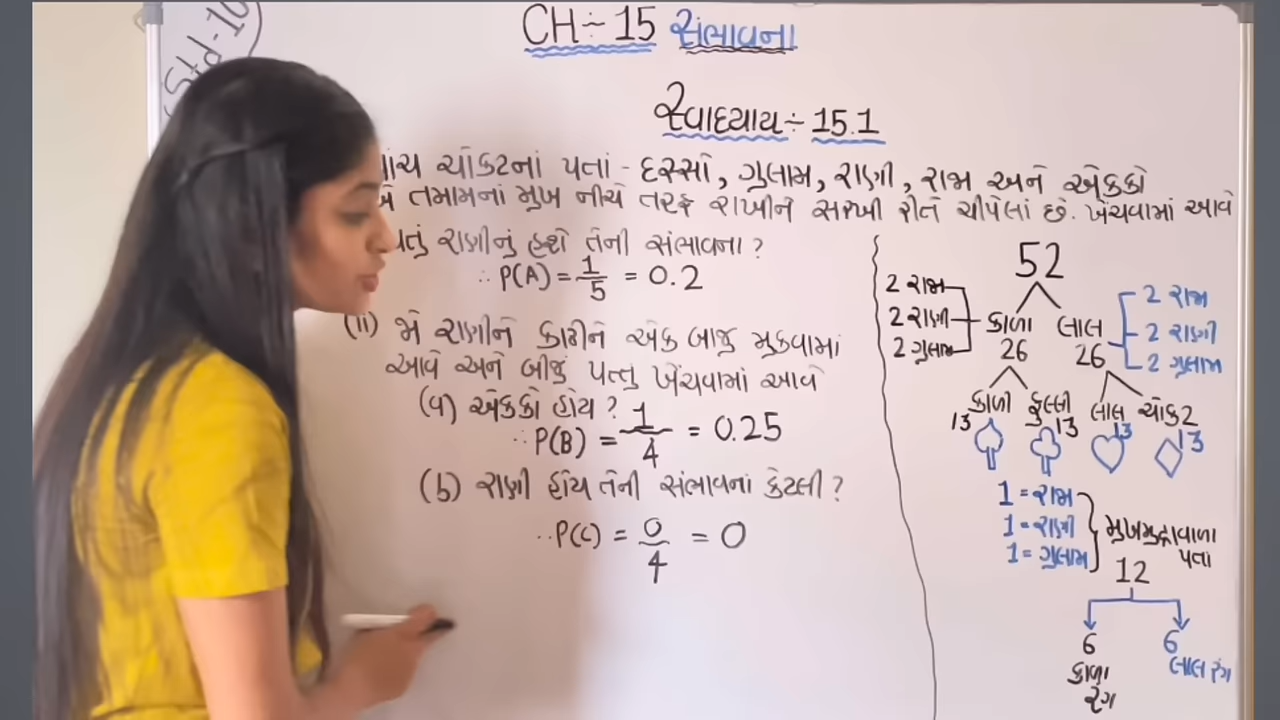 Std-10
CH ÷ 15 સંભાવના
સ્વાધ્યાય ÷ 15.1
ચોકટનાં પતાં - દસ્સો, ગુલામ, રાણી, રાજા અને એક્કો
તમામનાં મુખ નીચે તરફ રાખીને સરખી રીતે ચીપેલાં છે. ખેંચવામાં આવે
રાણીનું હશે તેની સંભાવના?
∴ P(A) = 1/5 = 0.2
(ii) જો રાણીને કાઢીને એક બાજુ મુકવામાં
આવે અને બીજું પત્તુ ખેંચવામાં આવે
(a) એક્કો હોય?
∴ P(B) = 1/4 = 0.25
(b) રાણી હોય તેની સંભાવનાં કેટલી?
∴ P(C) = 0/4 = 0
52
2 રાજા
2 રાણી
2 ગુલામ
કાળા 26
લાલ 26
2 રાજા
2 રાણી
2 ગુલામ
કાળી 13
ફુલ્લી 13
લાલ 13
ચોકટ 13
1 = રાજા
1 = રાણી
1 = ગુલામ
મુખમુદ્રાવાળા
પતાં
12
6
કાળા
રંગ
6
લાલ રંગ